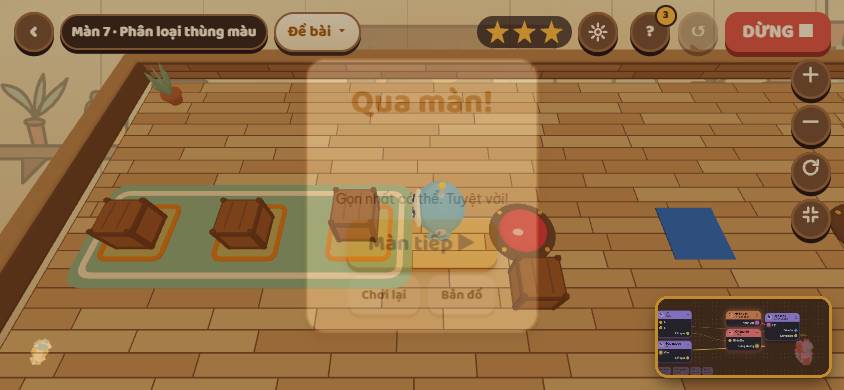 Màn 7 · Phân loại thùng màu
Đề bài
3
?
DỪNG
Qua màn!
Gọn nhất có thể. Tuyệt vời!
Màn tiếp
Chơi lại
Bản đồ